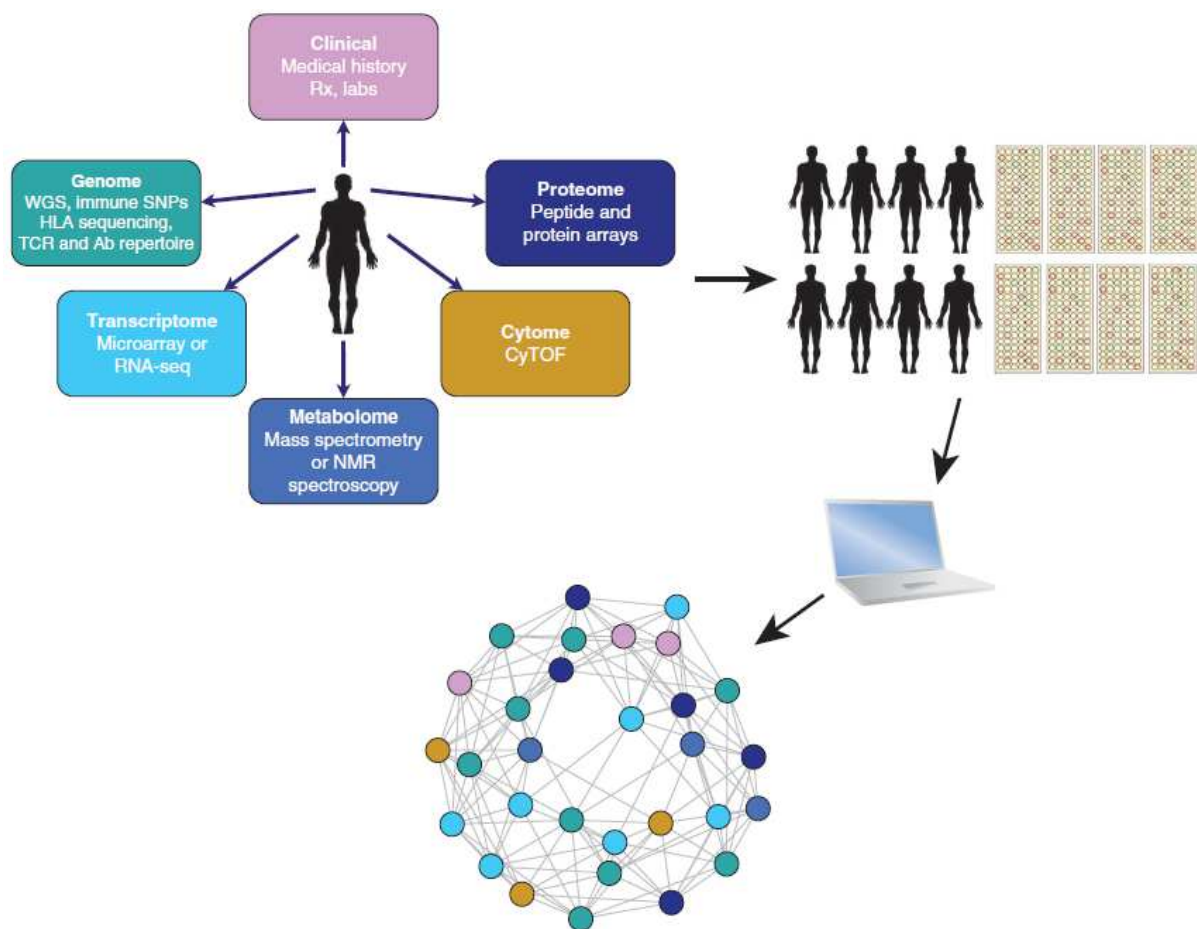 Clinical
Medical history
Rx, labs
Genome
WGS, immune SNPs
HLA sequencing,
TCR and Ab repertoire
Proteome
Peptide and
protein arrays
Transcriptome
Microarray or
RNA-seq
Cytome
CyTOF
Metabolome
Mass spectrometry
or NMR
spectroscopy